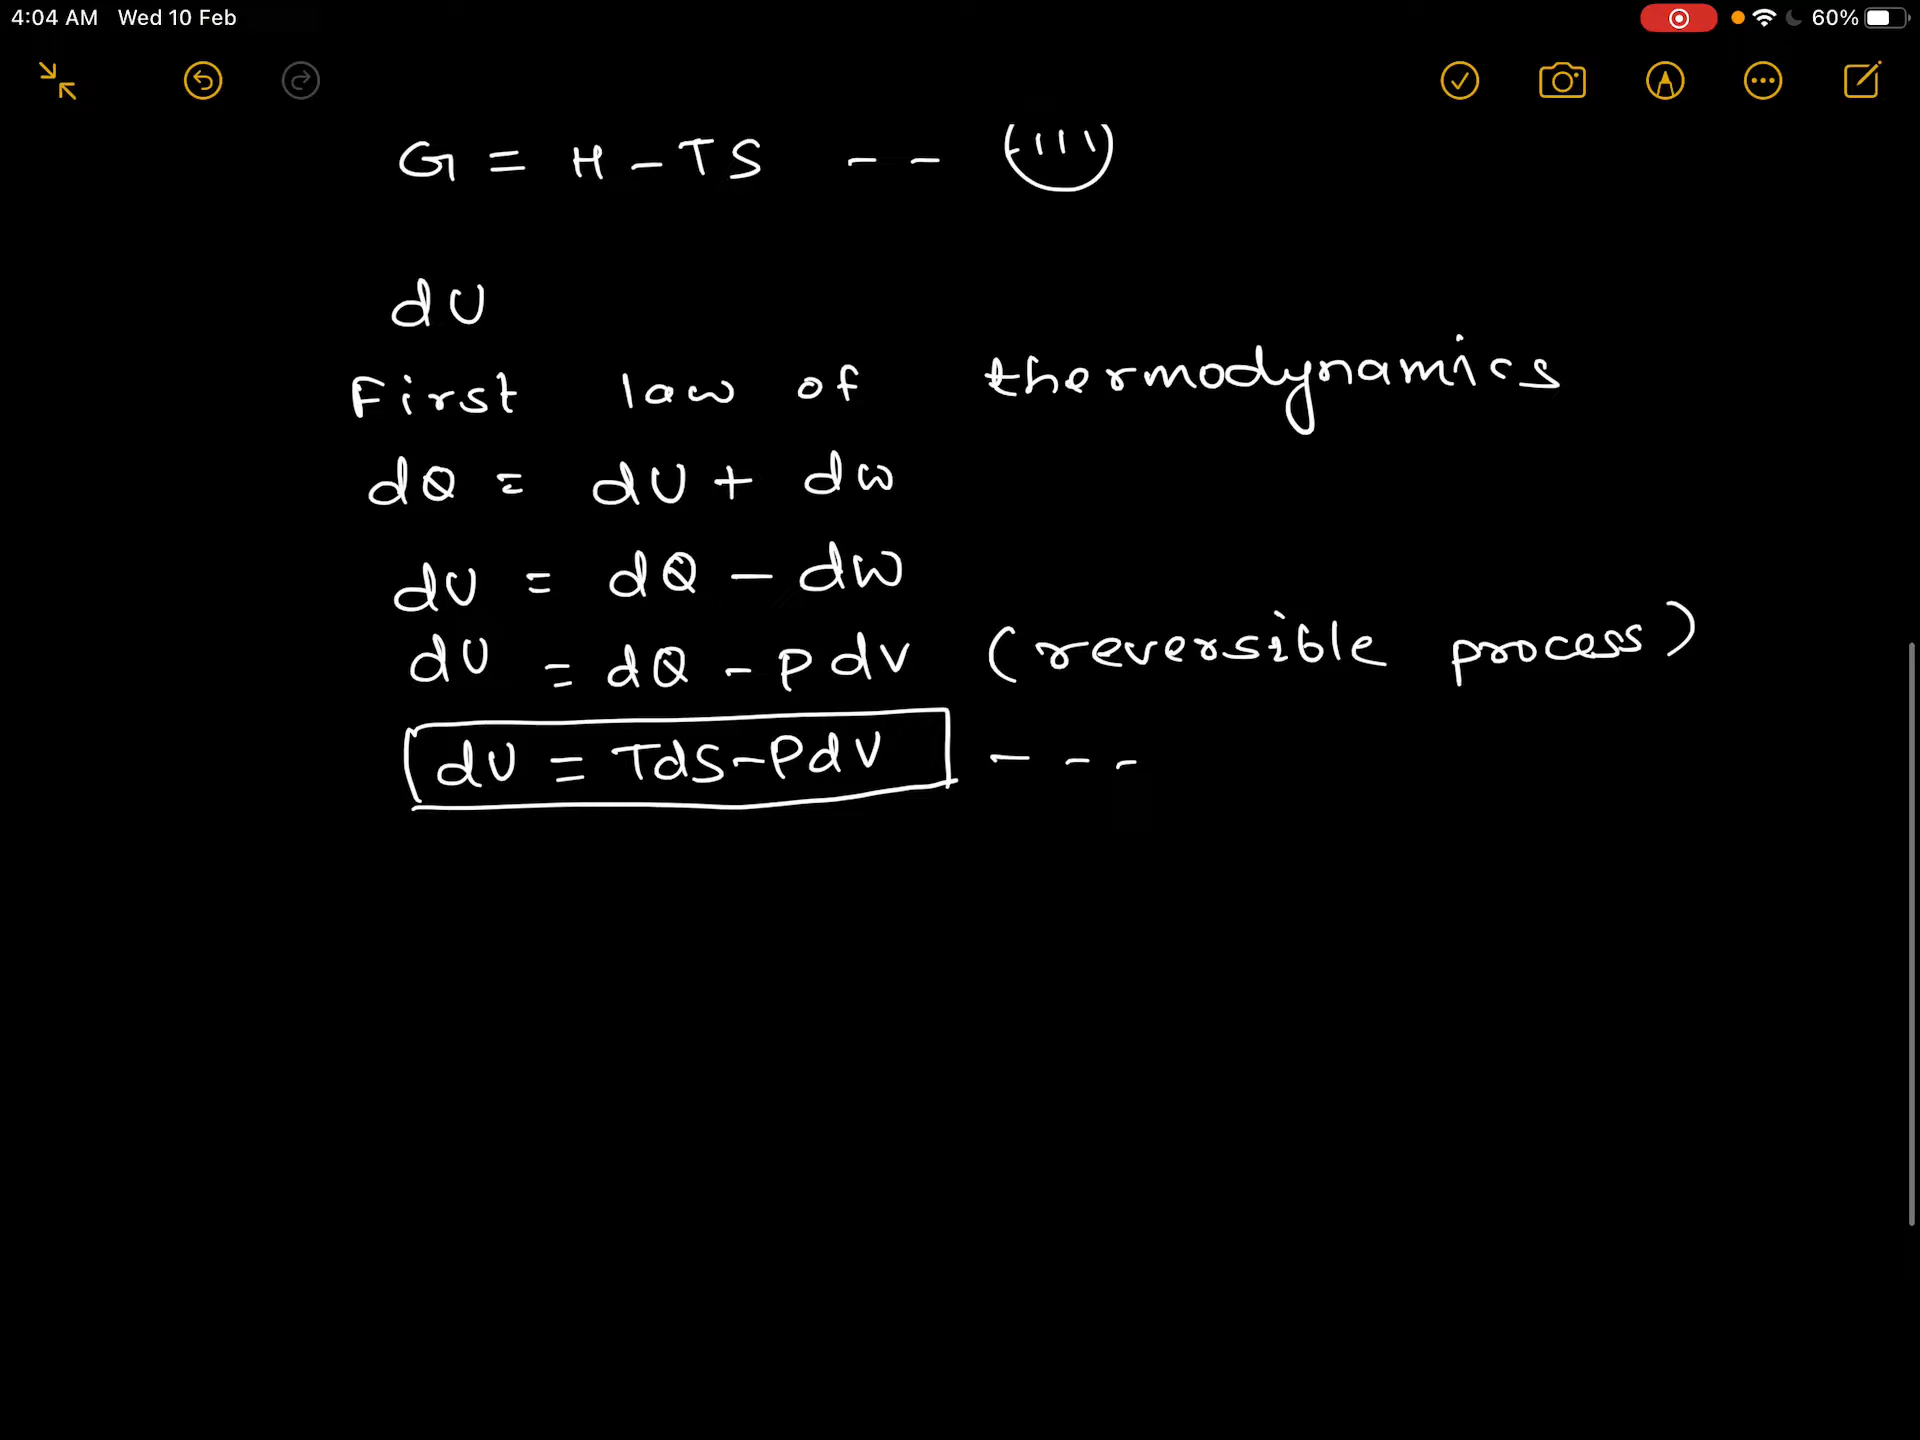 4:04 AM Wed 10 Feb 60%
G = H - TS - - (iii)
dU
First law of thermodynamics
dQ = dU + dw
dU = dQ - dw
dU = dQ - PdV (reversible process)
dU = TdS - PdV - - -